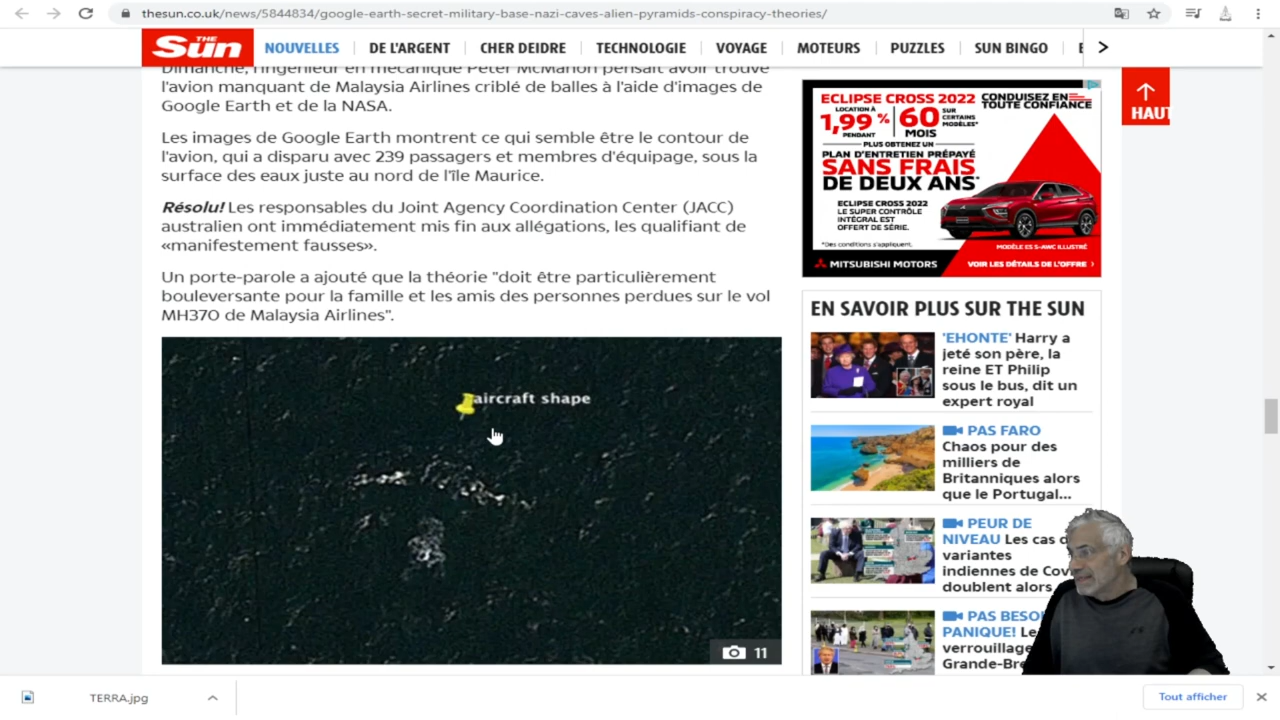 thesun.co.uk/news/5844834/google-earth-secret-military-base-nazi-caves-alien-pyramids-conspiracy-theories/
THE
Sun
NOUVELLES
DE L'ARGENT
CHER DEIDRE
TECHNOLOGIE
VOYAGE
MOTEURS
PUZZLES
SUN BINGO
Dimanche, l'ingénieur en mécanique Peter McMahon pensait avoir trouvé
l'avion manquant de Malaysia Airlines criblé de balles à l'aide d'images de
Google Earth et de la NASA.
Les images de Google Earth montrent ce qui semble être le contour de
l'avion, qui a disparu avec 239 passagers et membres d'équipage, sous la
surface des eaux juste au nord de l'île Maurice.
Résolu! Les responsables du Joint Agency Coordination Center (JACC)
australien ont immédiatement mis fin aux allégations, les qualifiant de
«manifestement fausses».
Un porte-parole a ajouté que la théorie "doit être particulièrement
bouleversante pour la famille et les amis des personnes perdues sur le vol
MH370 de Malaysia Airlines".
aircraft shape
11
ECLIPSE CROSS 2022
CONDUISEZ EN
TOUTE CONFIANCE
LOCATION À
1,99 %
PENDANT
60
MOIS
SUR
CERTAINS
MODÈLES*
PLUS OBTENEZ UN
PLAN D'ENTRETIEN PRÉPAYÉ
SANS FRAIS
DE DEUX ANS*
ECLIPSE CROSS 2022
LE SUPER CONTRÔLE
INTÉGRAL EST
OFFERT DE SÉRIE.
*Des conditions s'appliquent.
MODÈLE ES S-AWC ILLUSTRÉ
MITSUBISHI MOTORS
VOIR LES DÉTAILS DE L'OFFRE >
HAUT
EN SAVOIR PLUS SUR THE SUN
'EHONTE' Harry a
jeté son père, la
reine ET Philip
sous le bus, dit un
expert royal
PAS FARO
Chaos pour des
milliers de
Britanniques alors
que le Portugal...
PEUR DE
NIVEAU Les cas d
variantes
indiennes de Cov
doublent alors
PAS BESO
PANIQUE! Le
verrouillage
Grande-Bre
TERRA.jpg
Tout afficher